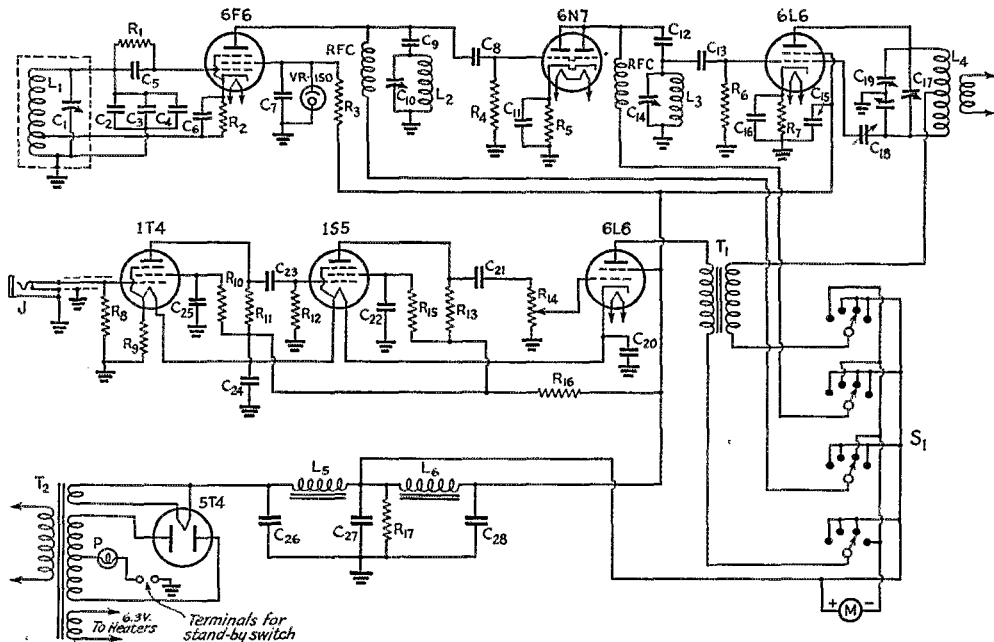 6F6
6N7
6L6
R1
C5
L1
C1
C2
C3
C4
C6
R2
C7
VR-150
R3
RFC
C9
C10
L2
C8
R4
C11
R5
RFC
C12
C14
L3
C13
R6
C16
R7
C15
C19
C17
C18
L4
1T4
1S5
6L6
J
R8
R9
C25
R10
C23
R11
R12
C24
C22
R15
R13
C21
R14
C20
R16
T1
S1
T2
5T4
P
6.3V.
To Heaters
Terminals for
stand-by switch
L5
L6
C26
C27
R17
C28
+ M -